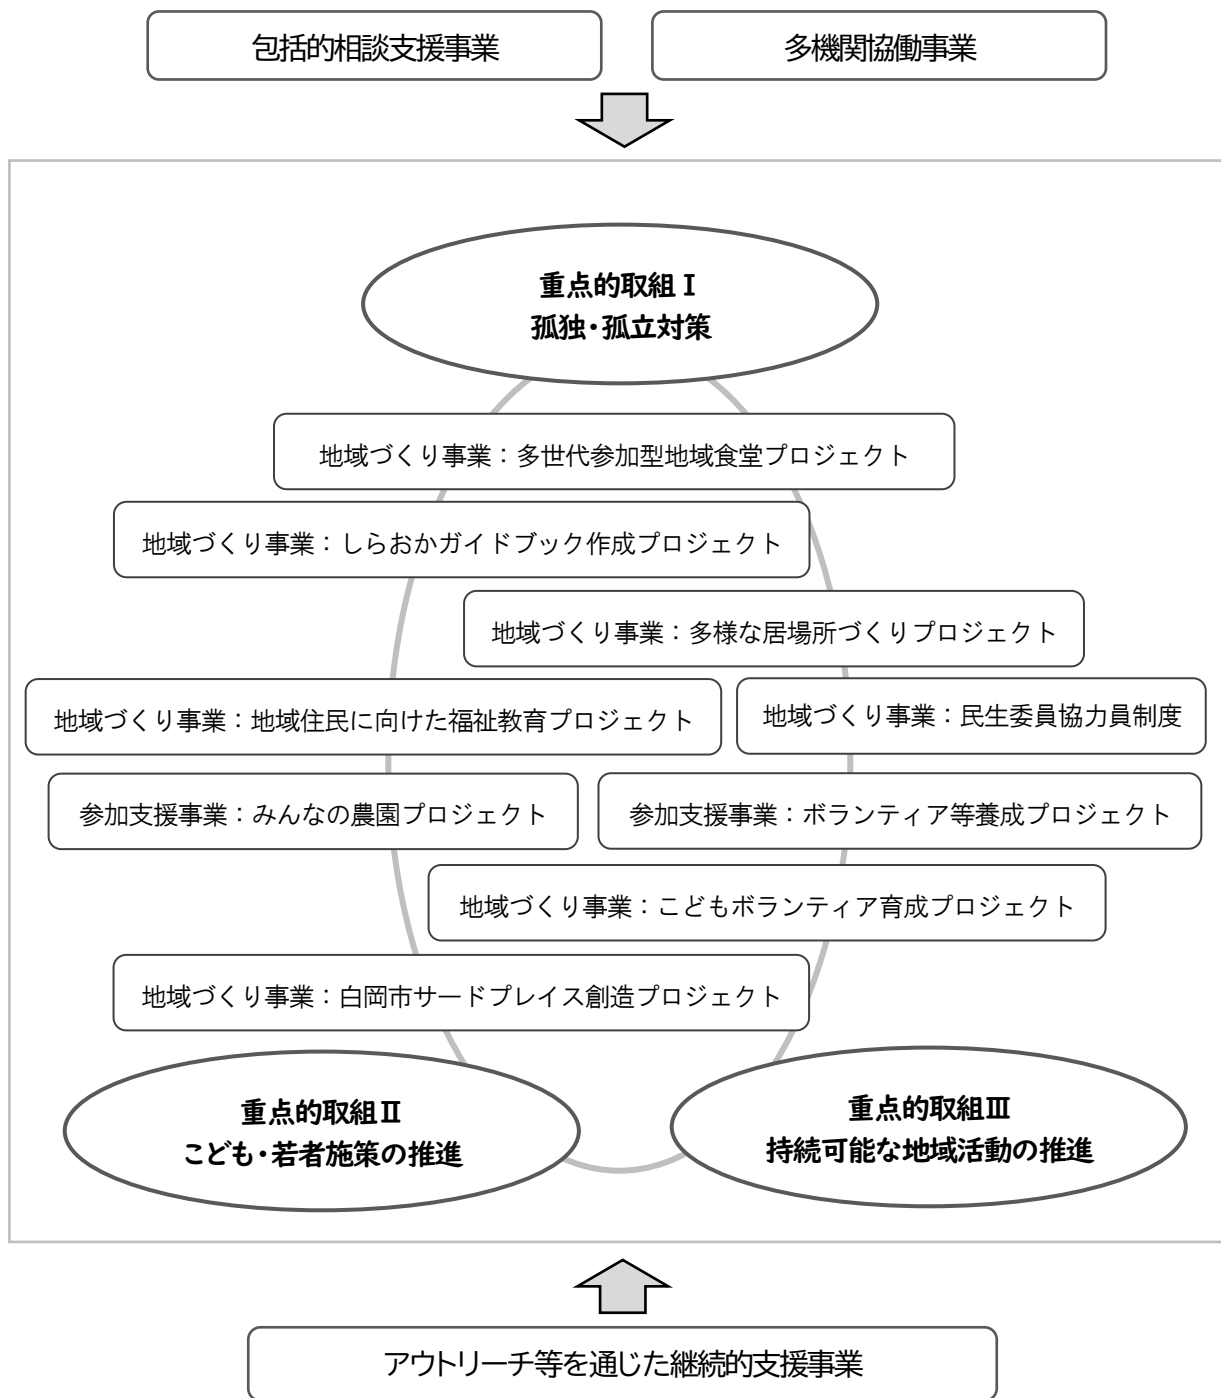 包括的相談支援事業
多機関協働事業
重点的取組Ⅰ
孤独・孤立対策
地域づくり事業：多世代参加型地域食堂プロジェクト
地域づくり事業：しらおかガイドブック作成プロジェクト
地域づくり事業：多様な居場所づくりプロジェクト
地域づくり事業：地域住民に向けた福祉教育プロジェクト
地域づくり事業：民生委員協力員制度
参加支援事業：みんなの農園プロジェクト
参加支援事業：ボランティア等養成プロジェクト
地域づくり事業：こどもボランティア育成プロジェクト
地域づくり事業：白岡市サードプレイス創造プロジェクト
重点的取組Ⅱ
こども・若者施策の推進
重点的取組Ⅲ
持続可能な地域活動の推進
アウトリーチ等を通じた継続的支援事業